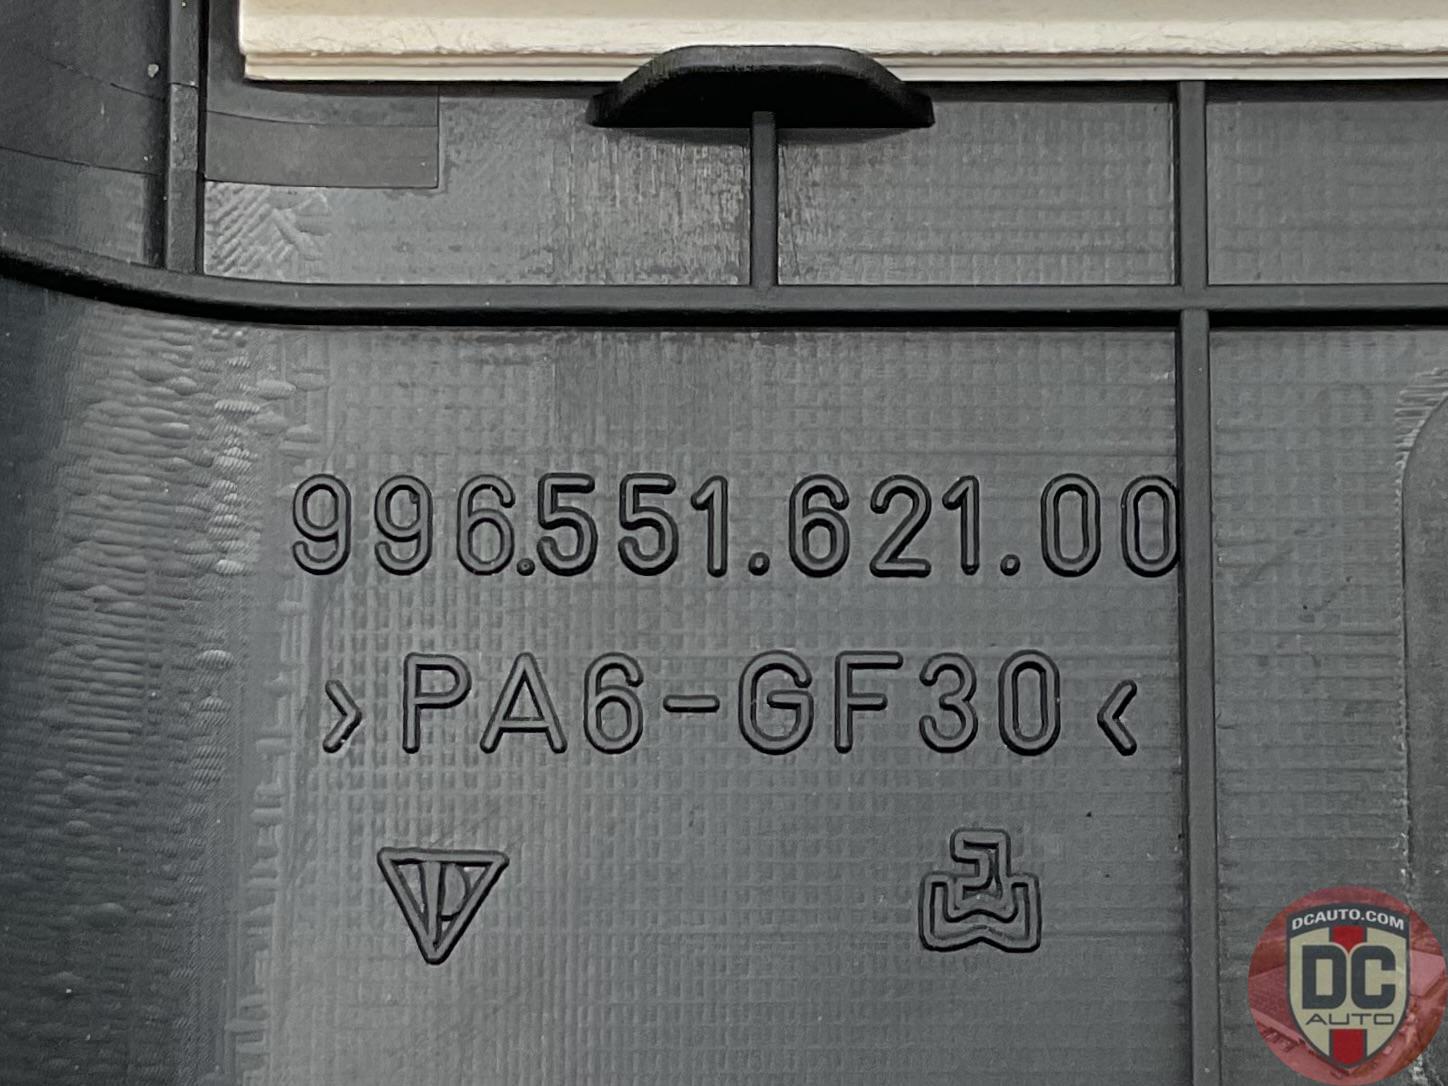 996.551.621.00
>PA6-GF30<
DCAUTO.COM
DC
AUTO